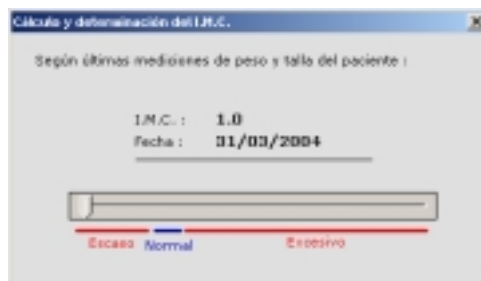 Cálculo y determinación del I.M.C.
Según últimas mediciones de peso y talla del paciente :
I.M.C. : 1.0
Fecha : 31/03/2004
Escaso Normal Excesivo